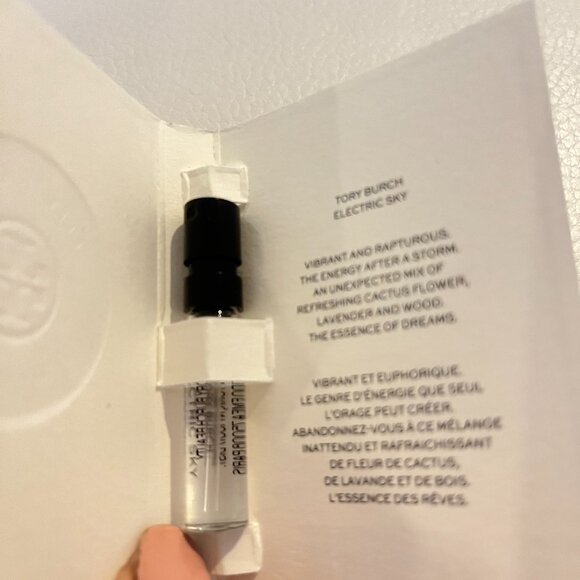 TORY BURCH
ELECTRIC SKY
VIBRANT AND RAPTUROUS.
THE ENERGY AFTER A STORM.
AN UNEXPECTED MIX OF
REFRESHING CACTUS FLOWER,
LAVENDER AND WOOD.
THE ESSENCE OF DREAMS.
VIBRANT ET EUPHORIQUE.
LE GENRE D'ÉNERGIE QUE SEUL
L'ORAGE PEUT CRÉER.
ABANDONNEZ-VOUS À CE MÉLANGE
INATTENDU ET RAFRAICHISSANT
DE FLEUR DE CACTUS,
DE LAVANDE ET DE BOIS.
L'ESSENCE DES RÊVES.
SKY